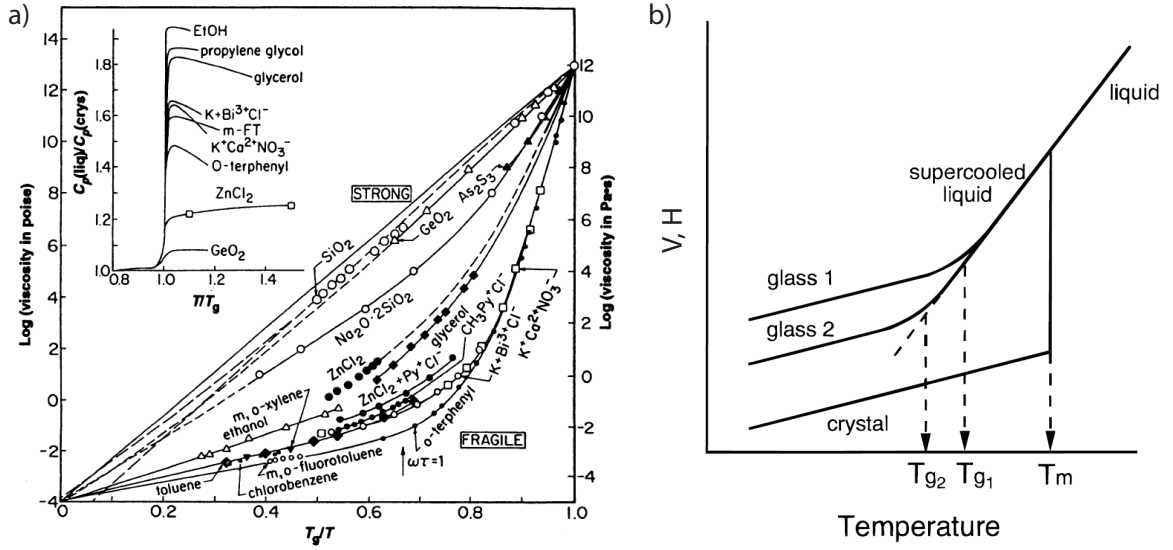 a)
Log (viscosity in poise)
14
12
10
8
6
4
2
0
-2
-4
0
0.2
0.4
0.6
0.8
1.0
Tg/T
Log (viscosity in Pa•s)
12
10
8
6
4
2
0
-2
-4
Cp(liq)/Cp(crys)
1.8
1.6
1.4
1.2
1.0
1.0
1.2
1.4
T/Tg
EtOH
propylene glycol
glycerol
K+Bi³⁺Cl⁻
m-FT
K⁺Ca²⁺NO₃⁻
O-terphenyl
ZnCl₂
GeO₂
STRONG
SiO₂
GeO₂
As₂S₃
Na₂O·2SiO₂
ZnCl₂
glycerol
ZnCl₂+Py⁺Cl⁻
CH₃Py⁺Cl⁻
K+Bi³⁺Cl⁻
K⁺Ca²⁺NO₃⁻
o-terphenyl
m,o-xylene
ethanol
toluene
chlorobenzene
m,o-fluorotoluene
ωτ=1
FRAGILE
b)
V, H
liquid
supercooled
liquid
glass 1
glass 2
crystal
Tg₂
Tg₁
Tm
Temperature